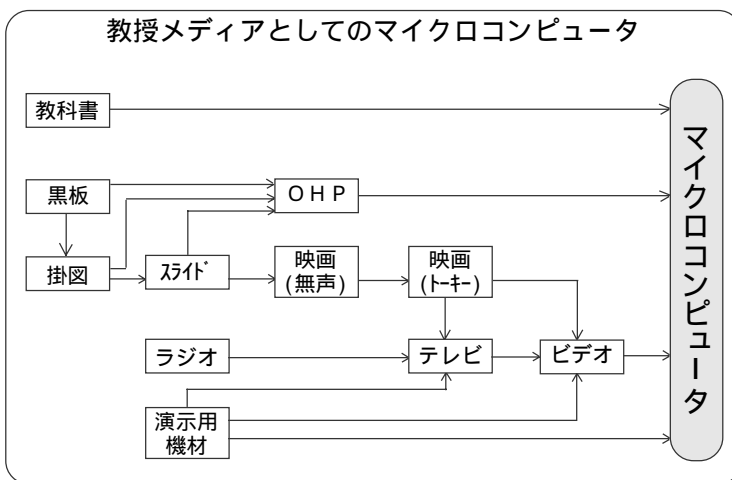 教授メディアとしてのマイクロコンピュータ
教科書
黒板
OHP
掛図
ｽﾗｲﾄﾞ
映画
(無声)
映画
(ﾄｰｷｰ)
ラジオ
テレビ
ビデオ
演示用
機材
マイクロコンピュータ